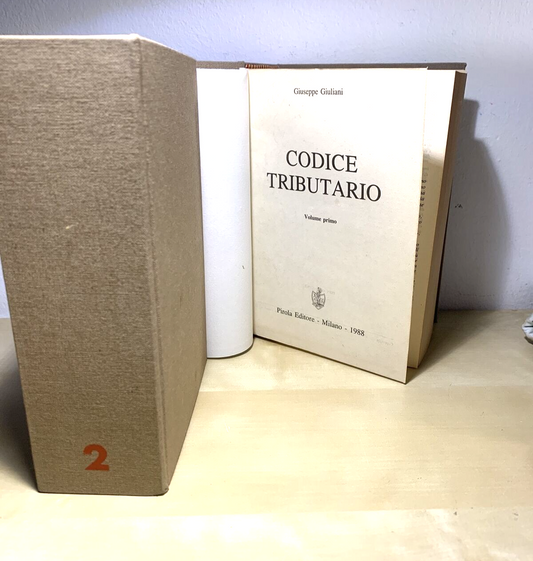 2
Giuseppe Giuliani
CODICE
TRIBUTARIO
Volume primo
Pirola Editore - Milano - 1988